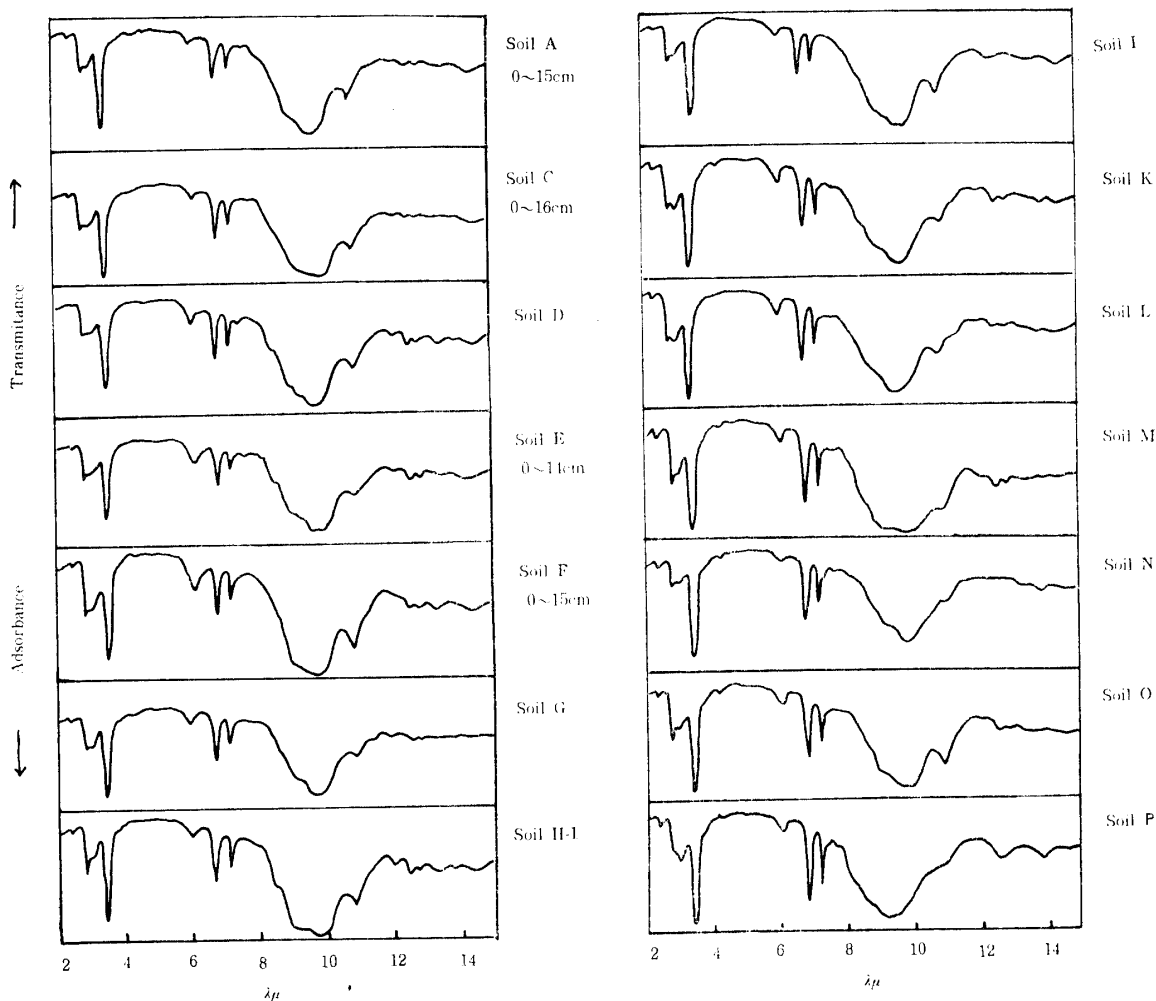 Transmitance
Adsorbance
Soil A
0~15cm
Soil C
0~16cm
Soil D
Soil E
0~14cm
Soil F
0~15cm
Soil G
Soil H-1
2 4 6 8 10 12 14
λμ
Soil I
Soil K
Soil L
Soil M
Soil N
Soil O
Soil P
2 4 6 8 10 12 14
λμ